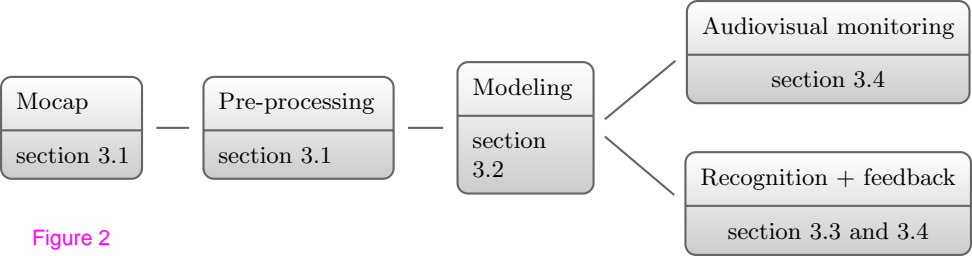 Mocap
section 3.1
Pre-processing
section 3.1
Modeling
section
3.2
Audiovisual monitoring
section 3.4
Recognition + feedback
section 3.3 and 3.4
Figure 2